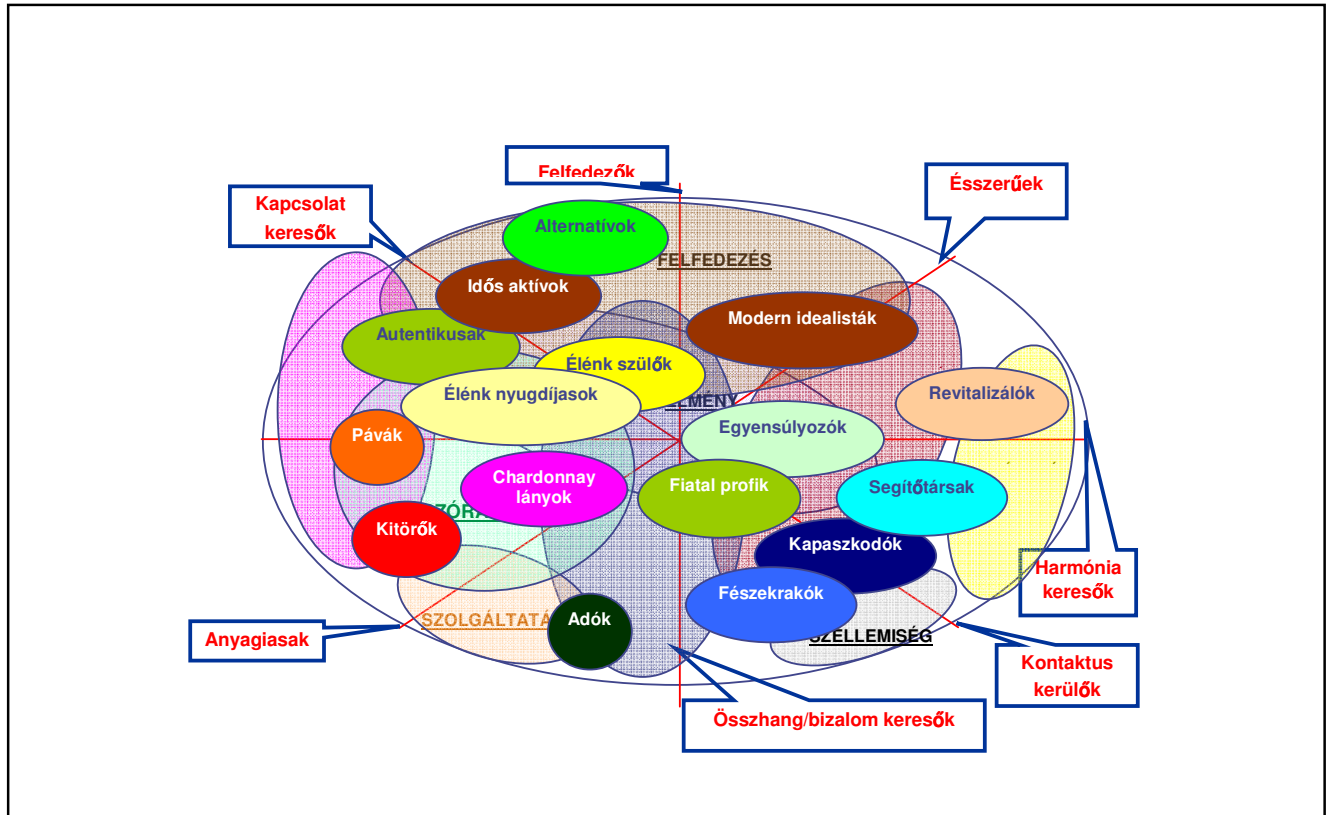 Felfedezők
Ésszerűek
Kapcsolat
keresők
Alternatívok
FELFEDEZÉS
Idős aktívok
Modern idealisták
Autentikusak
Élénk szülők
Élénk nyugdíjasok
Revitalizálók
Egyensúlyozók
Pávák
Chardonnay
lányok
Fiatal profik
Segítőtársak
Kitörők
Kapaszkodók
Harmónia
keresők
Fészekrakók
Adók
SZELLEMISÉG
Anyagiasak
Kontaktus
kerülők
Összhang/bizalom keresők